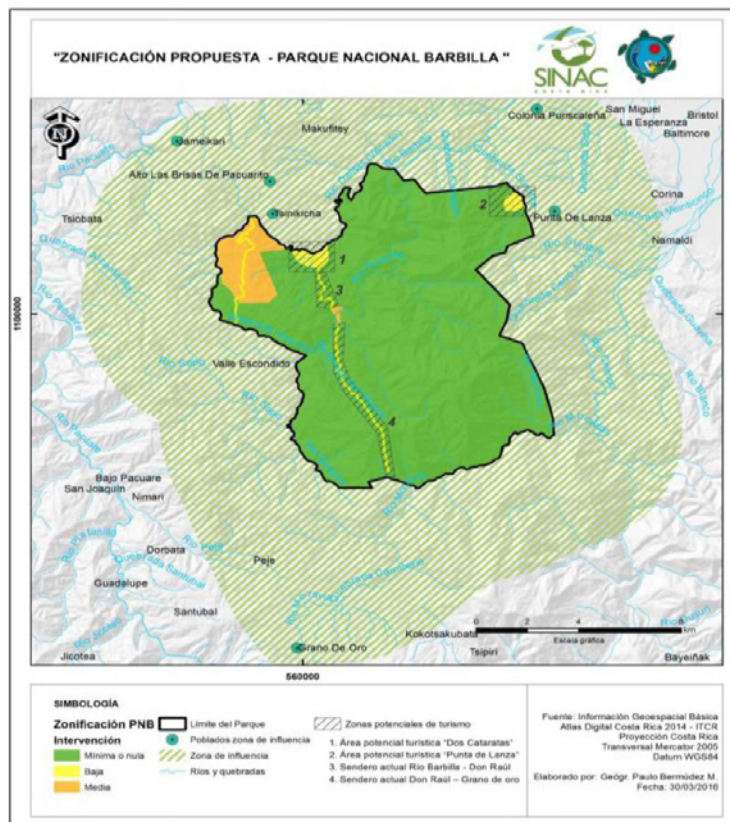 "ZONIFICACIÓN PROPUESTA - PARQUE NACIONAL BARBILLA "
SINAC
COSTA RICA
N
Colonia Puriscaleña
San Miguel
La Esperanza
Bristol
Baltimore
Makufitey
Jameikari
Río Pacuare
Alto Las Brisas De Pacuarito
Tsinikicha
Tsiobata
Corina
Punta De Lanza
Namaldi
1
2
3
4
1100000
Valle Escondido
Río Pacuare
Bajo Pacuare
San Joaquín
Nimari
Dorbata
Guadalupe
Peje
Santubal
Jicotea
Grano De Oro
Kokotsakubata
Tsipiri
Bayeiñak
0 2 4 6 8
km
Escala gráfica
560000
SIMBOLOGÍA
Zonificación PNB
Intervención
Mínima o nula
Baja
Media
Límite del Parque
Poblados zona de influencia
Zona de influencia
Ríos y quebradas
Zonas potenciales de turismo
1. Área potencial turística "Dos Cataratas"
2. Área potencial turística "Punta de Lanza"
3. Sendero actual Río Barbilla - Don Raúl
4. Sendero actual Don Raúl – Grano de oro
Fuente: Información Geoespacial Básica
Atlas Digital Costa Rica 2014 - ITCR
Proyección Costa Rica
Transversal Mercator 2005
Datum WGS84
Elaborado por: Geógr. Paulo Bermúdez M.
Fecha: 30/03/2016